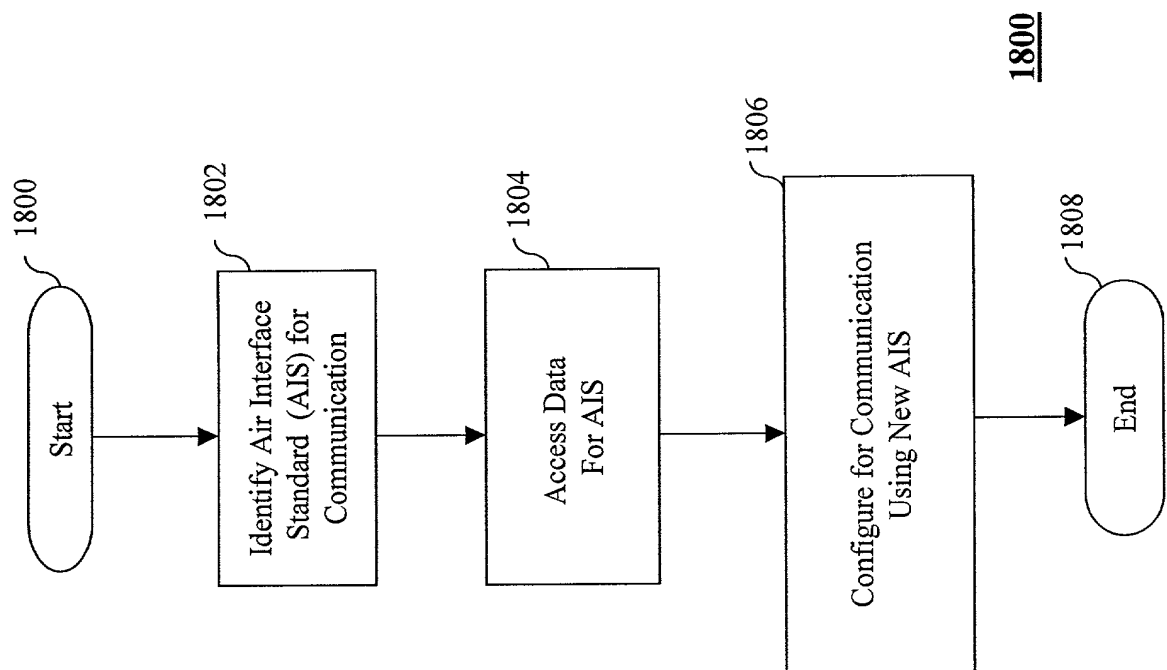 1800
Start
1802
Identify Air Interface
Standard (AIS) for
Communication
1804
Access Data
For AIS
1806
Configure for Communication
Using New AIS
1808
End
1800